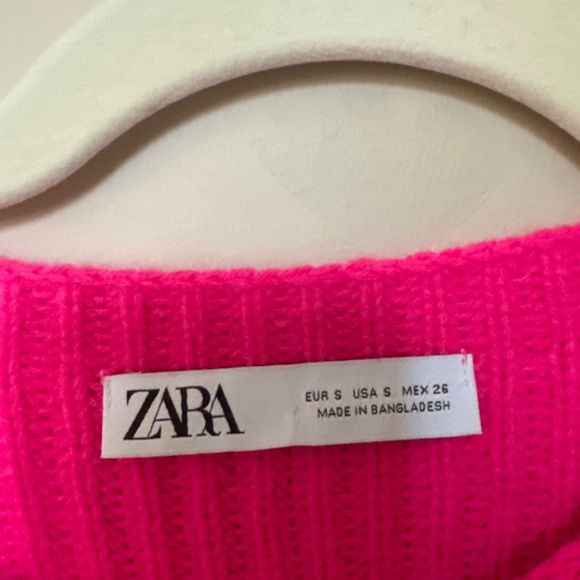 ZARA
EUR S USA S MEX 26
MADE IN BANGLADESH